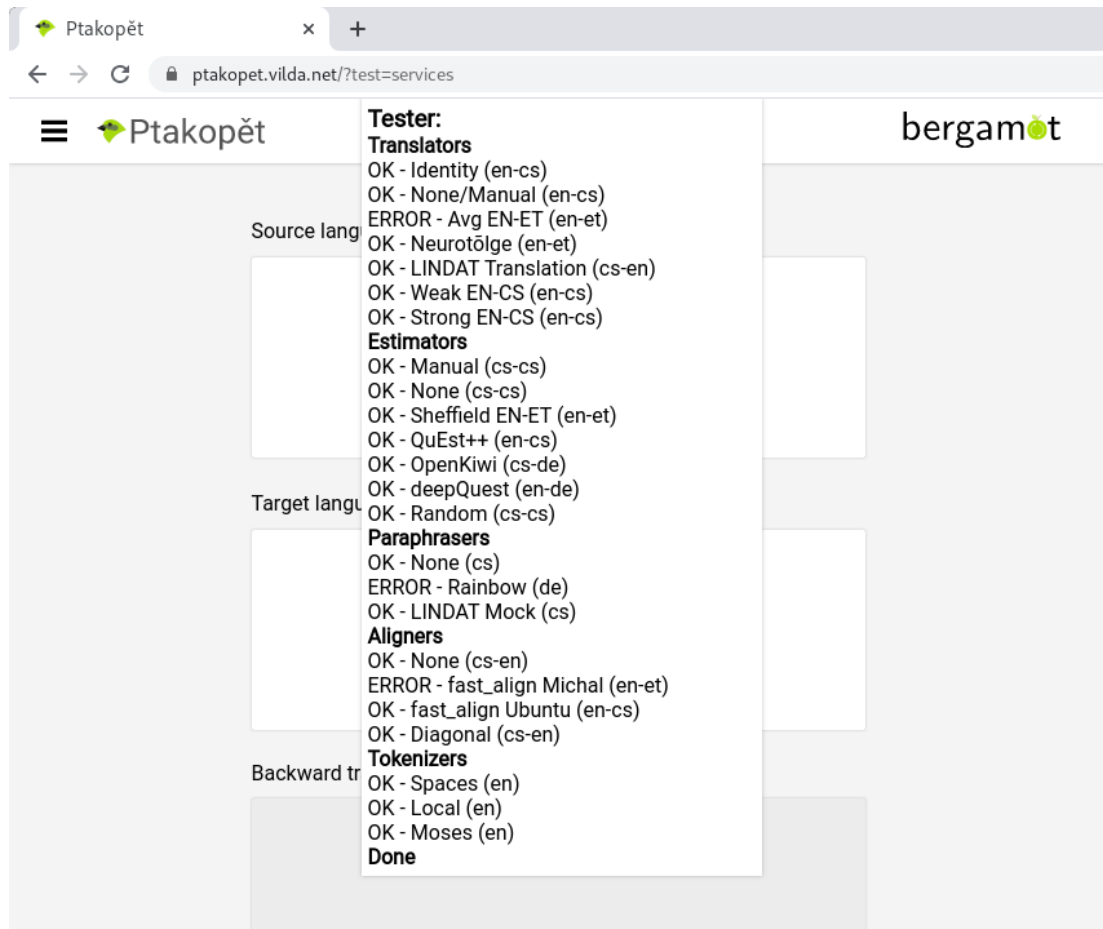 Ptakopět
ptakopet.vilda.net/?test=services
Ptakopět
bergamot
Tester:
Translators
OK - Identity (en-cs)
OK - None/Manual (en-cs)
ERROR - Avg EN-ET (en-et)
OK - Neurotõlge (en-et)
OK - LINDAT Translation (cs-en)
OK - Weak EN-CS (en-cs)
OK - Strong EN-CS (en-cs)
Estimators
OK - Manual (cs-cs)
OK - None (cs-cs)
OK - Sheffield EN-ET (en-et)
OK - QuEst++ (en-cs)
OK - OpenKiwi (cs-de)
OK - deepQuest (en-de)
OK - Random (cs-cs)
Paraphrasers
OK - None (cs)
ERROR - Rainbow (de)
OK - LINDAT Mock (cs)
Aligners
OK - None (cs-en)
ERROR - fast_align Michal (en-et)
OK - fast_align Ubuntu (en-cs)
OK - Diagonal (cs-en)
Tokenizers
OK - Spaces (en)
OK - Local (en)
OK - Moses (en)
Done
Source
Target
Backward